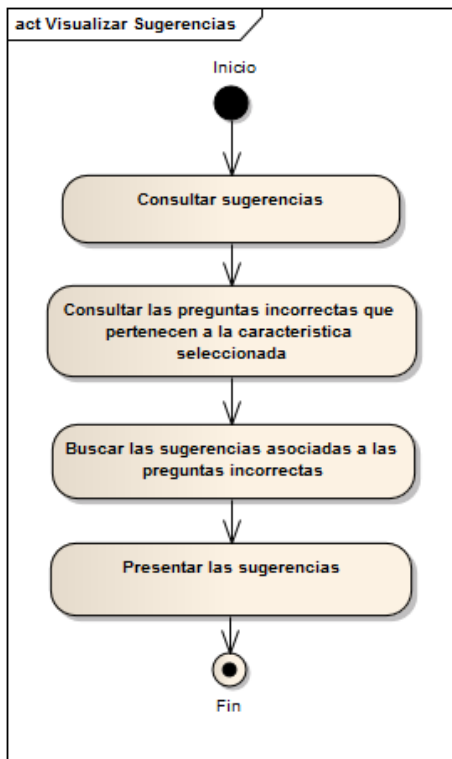 act Visualizar Sugerencias
Inicio
Consultar sugerencias
Consultar las preguntas incorrectas que
pertenecen a la caracteristica
seleccionada
Buscar las sugerencias asociadas a las
preguntas incorrectas
Presentar las sugerencias
Fin